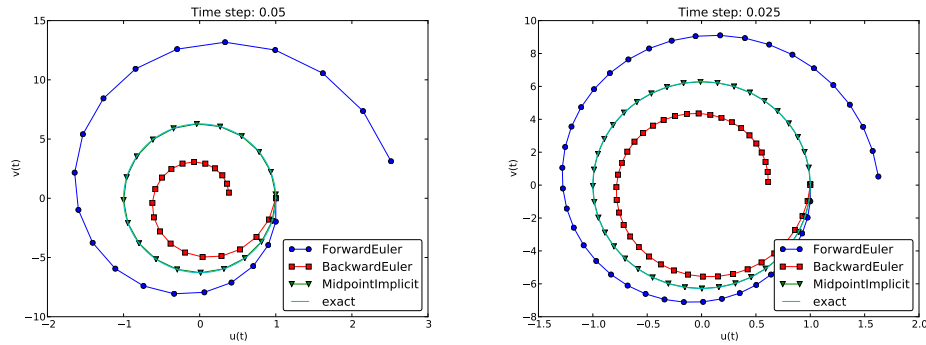 Time step: 0.05
v(t)
15
10
5
0
−5
−10
−2
−1
0
1
2
3
u(t)
ForwardEuler
BackwardEuler
MidpointImplicit
exact
Time step: 0.025
v(t)
10
8
6
4
2
0
−2
−4
−6
−8
−1.5
−1.0
−0.5
0.0
0.5
1.0
1.5
2.0
u(t)
ForwardEuler
BackwardEuler
MidpointImplicit
exact